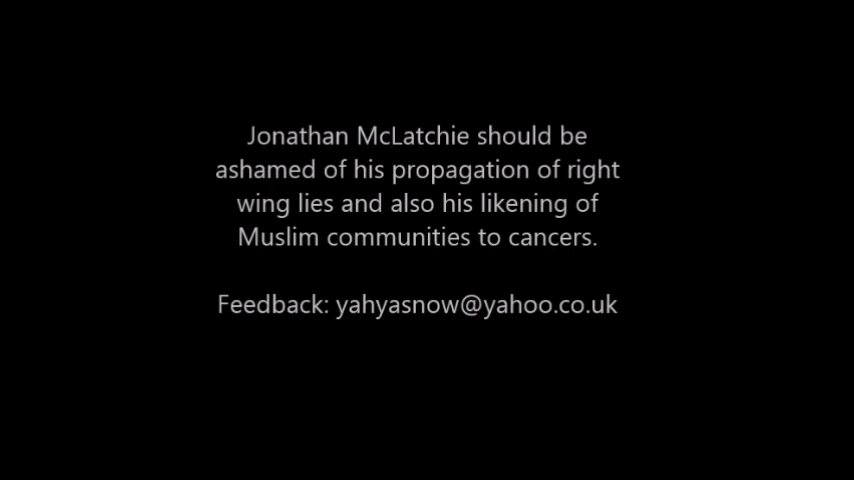 Jonathan McLatchie should be
ashamed of his propagation of right
wing lies and also his likening of
Muslim communities to cancers.
Feedback: yahyasnow@yahoo.co.uk